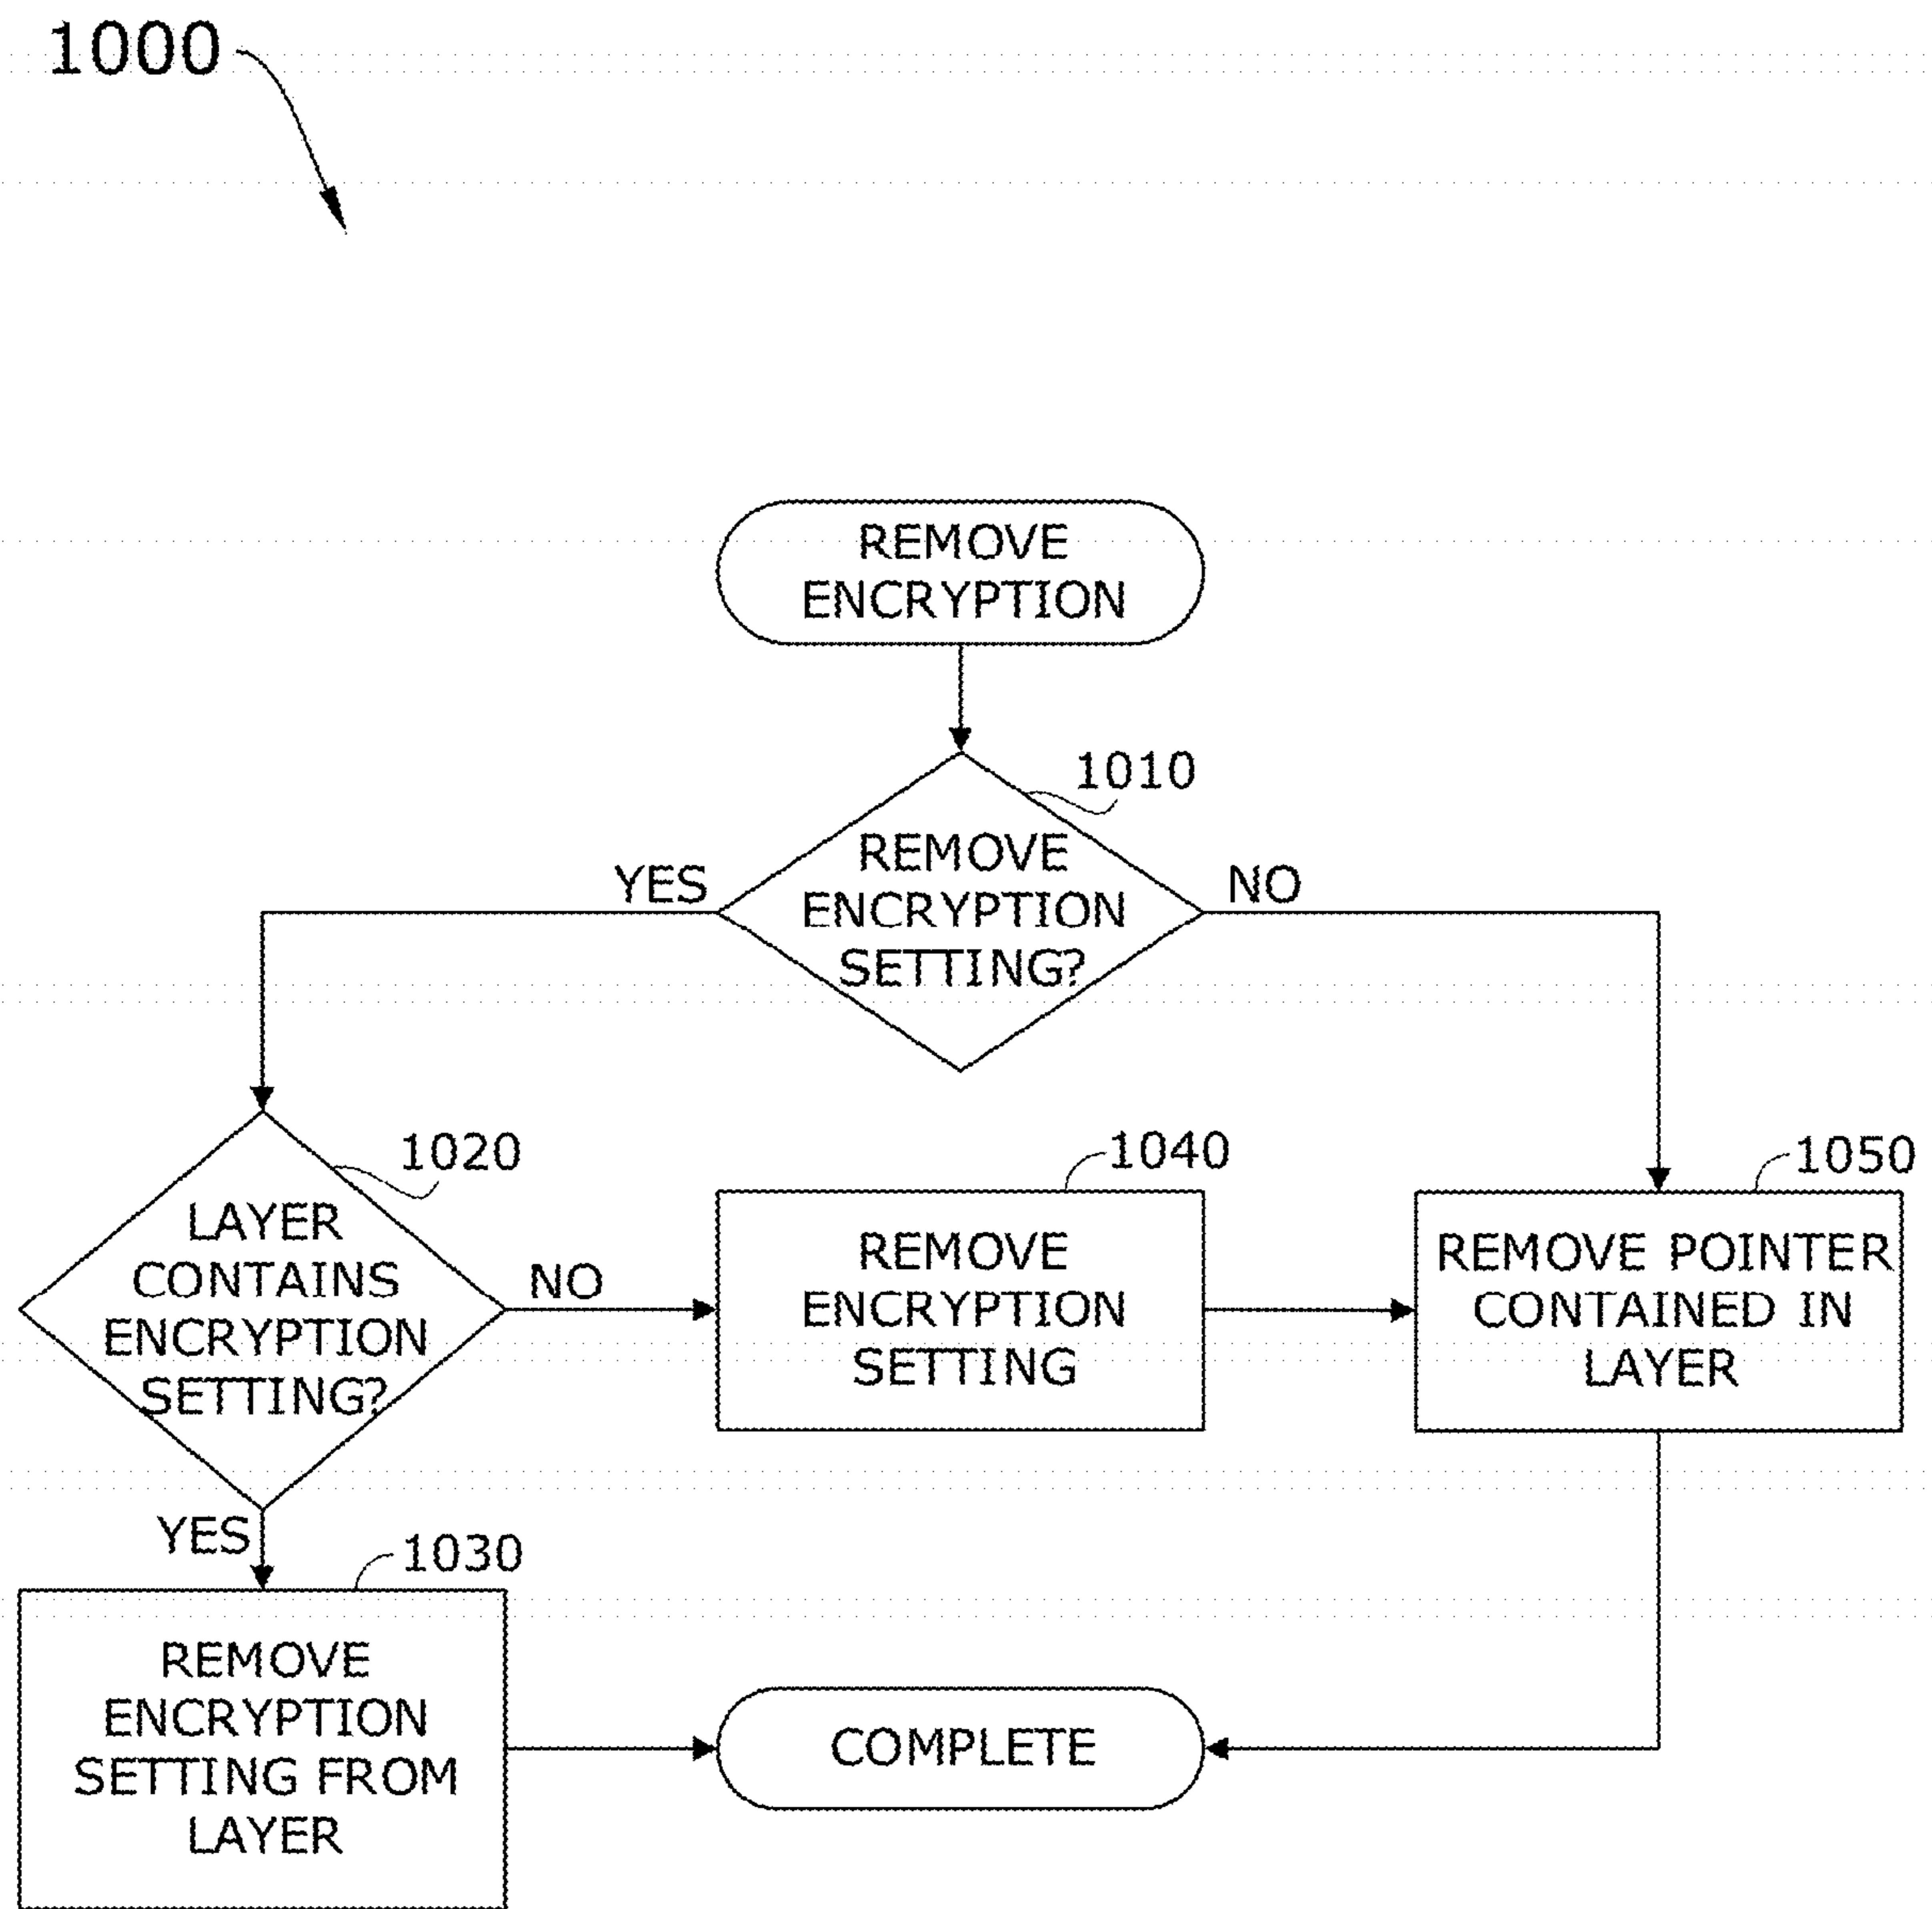 1000
REMOVE
ENCRYPTION
1010
REMOVE
ENCRYPTION
SETTING?
YES
NO
1020
LAYER
CONTAINS
ENCRYPTION
SETTING?
NO
YES
1040
REMOVE
ENCRYPTION
SETTING
1050
REMOVE POINTER
CONTAINED IN
LAYER
1030
REMOVE
ENCRYPTION
SETTING FROM
LAYER
COMPLETE